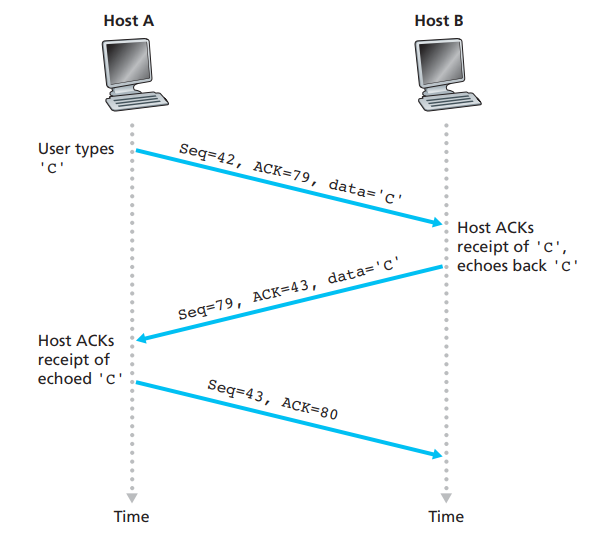 Host A
Host B
User types
'C'
Seq=42, ACK=79, data='C'
Host ACKs
receipt of 'C',
echoes back 'C'
Seq=79, ACK=43, data='C'
Host ACKs
receipt of
echoed 'C'
Seq=43, ACK=80
Time
Time